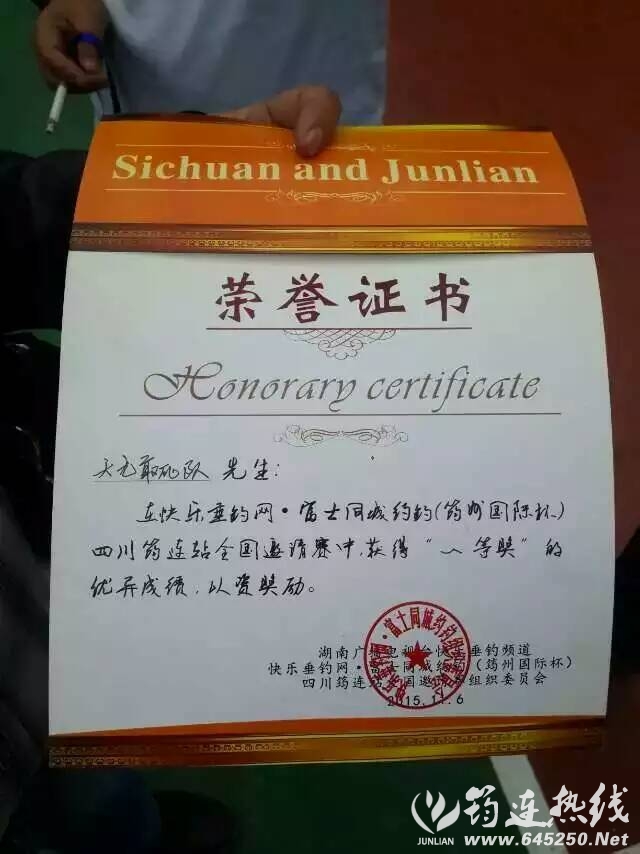 Sichuan and Junlian
荣誉证书
Honorary certificate
敢死队 先生：
在快乐垂钓网·富士同城约钓(筠州国际杯)
四川筠连站全国邀请赛中，获得“一等奖”的
优异成绩，以资奖励。
湖南广播电视台快乐垂钓频道
快乐垂钓网·富士同城约钓（筠州国际杯）
四川筠连站全国邀请赛组织委员会
2015.11.6
筠连热线
JUNLIAN www.645250.Net